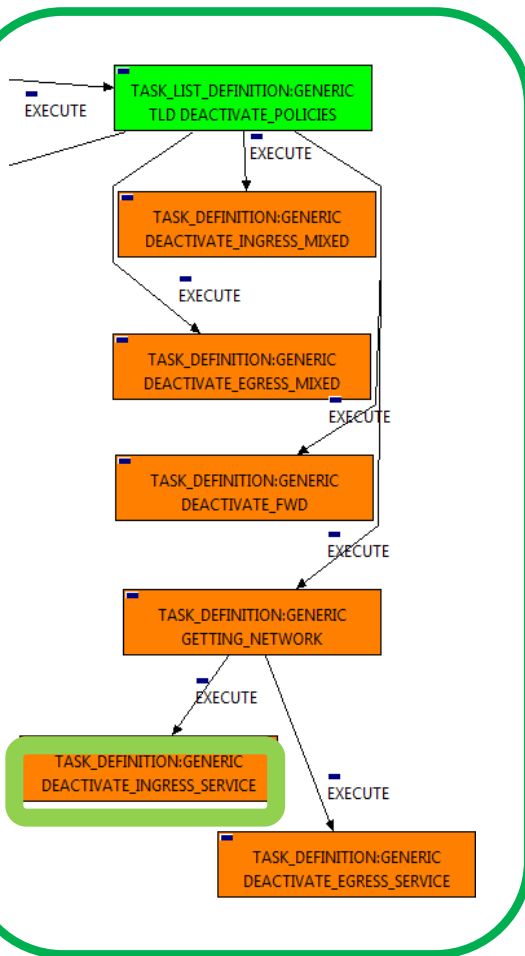 TASK_LIST_DEFINITION:GENERIC
TLD DEACTIVATE_POLICIES
EXECUTE
EXECUTE
TASK_DEFINITION:GENERIC
DEACTIVATE_INGRESS_MIXED
EXECUTE
TASK_DEFINITION:GENERIC
DEACTIVATE_EGRESS_MIXED
EXECUTE
TASK_DEFINITION:GENERIC
DEACTIVATE_FWD
EXECUTE
TASK_DEFINITION:GENERIC
GETTING_NETWORK
EXECUTE
TASK_DEFINITION:GENERIC
DEACTIVATE_INGRESS_SERVICE
EXECUTE
TASK_DEFINITION:GENERIC
DEACTIVATE_EGRESS_SERVICE